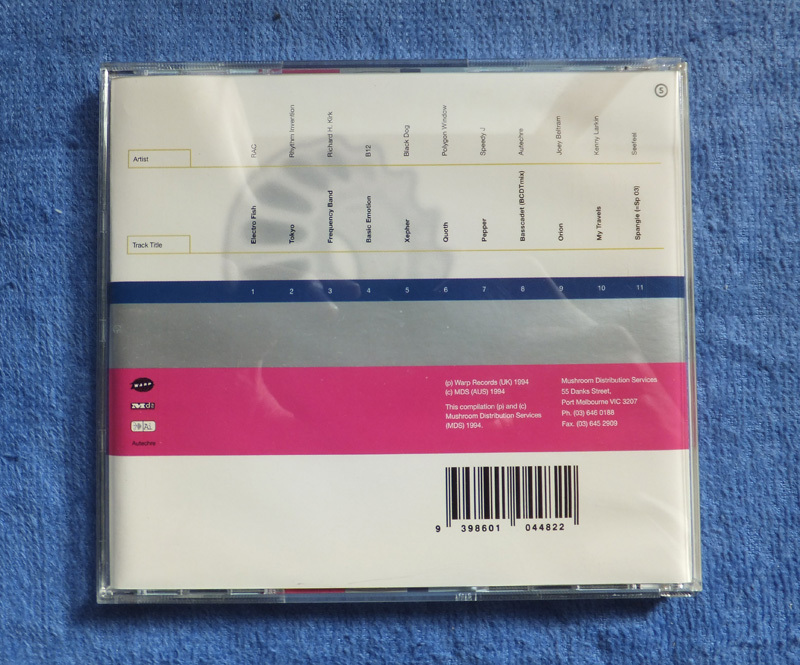 5
Artist
RAC
Rhythm Invention
Richard H. Kirk
B12
Black Dog
Polygon Window
Speedy J
Autechre
Joey Beltram
Kenny Larkin
Seefeel
Track Title
Electro Fish
Tokyo
Frequency Band
Basic Emotion
Xepher
Quoth
Pepper
Basscadet (BCDTmix)
Orion
My Travels
Spangle (=Sp 03)
1 2 3 4 5 6 7 8 9 10 11
warp
mds
Autechre
(p) Warp Records (UK) 1994
(c) MDS (AUS) 1994
This compilation (p) and (c)
Mushroom Distribution Services
(MDS) 1994.
Mushroom Distribution Services
55 Danks Street,
Port Melbourne VIC 3207
Ph. (03) 646 0188
Fax. (03) 645 2909
9 398601 044822